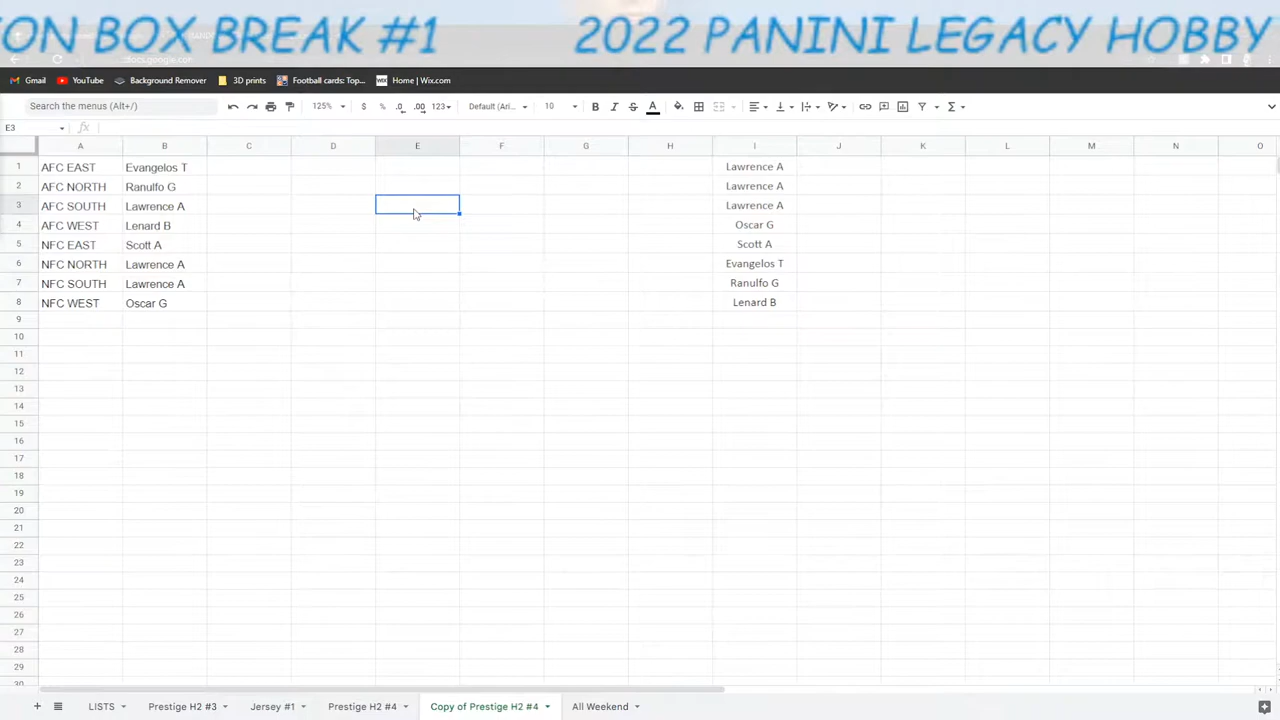 ON BOX BREAK #1 2022 PANINI LEGACY HOBBY
docs.google.com
Gmail YouTube Background Remover 3D prints Football cards: Top... WiX Home | Wix.com
Search the menus (Alt+/) 125% $ % .0 .00 123 Default (Ari... 10 B I S A Σ
E3 fx
A B C D E F G H I J K L M N O
1 AFC EAST Evangelos T Lawrence A
2 AFC NORTH Ranulfo G Lawrence A
3 AFC SOUTH Lawrence A Lawrence A
4 AFC WEST Lenard B Oscar G
5 NFC EAST Scott A Scott A
6 NFC NORTH Lawrence A Evangelos T
7 NFC SOUTH Lawrence A Ranulfo G
8 NFC WEST Oscar G Lenard B
9
10
11
12
13
14
15
16
17
18
19
20
21
22
23
24
25
26
27
28
29
30
+ LISTS Prestige H2 #3 Jersey #1 Prestige H2 #4 Copy of Prestige H2 #4 All Weekend